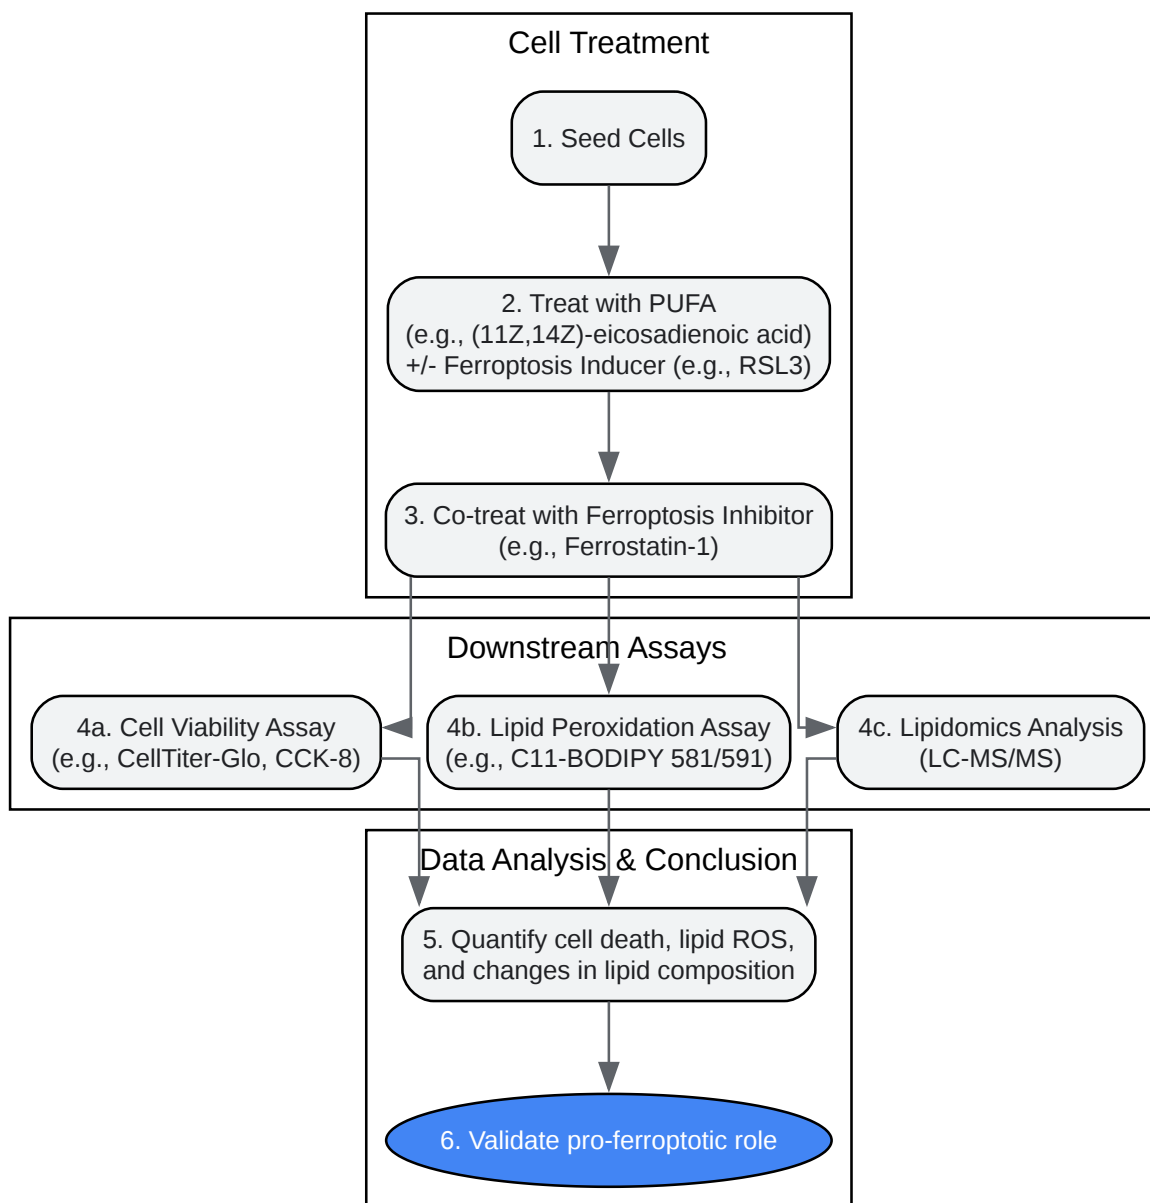 Cell Treatment
1. Seed Cells
2. Treat with PUFA
(e.g., (11Z,14Z)-eicosadienoic acid)
+/- Ferroptosis Inducer (e.g., RSL3)
3. Co-treat with Ferroptosis Inhibitor
(e.g., Ferrostatin-1)
Downstream Assays
4a. Cell Viability Assay
(e.g., CellTiter-Glo, CCK-8)
4b. Lipid Peroxidation Assay
(e.g., C11-BODIPY 581/591)
4c. Lipidomics Analysis
(LC-MS/MS)
Data Analysis & Conclusion
5. Quantify cell death, lipid ROS,
and changes in lipid composition
6. Validate pro-ferroptotic role